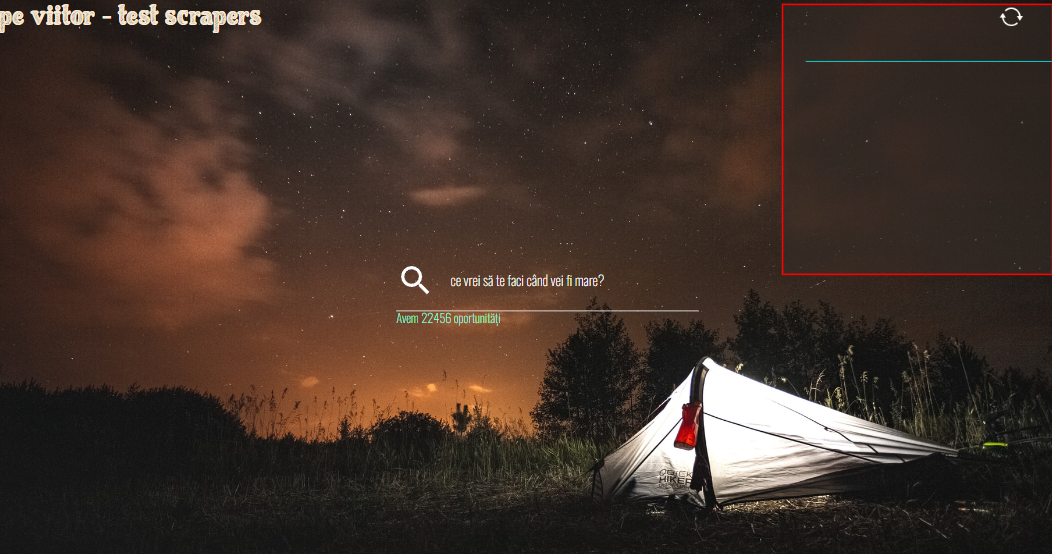 pe viitor - test scrapers
ce vrei să te faci când vei fi mare?
Avem 22456 oportunități